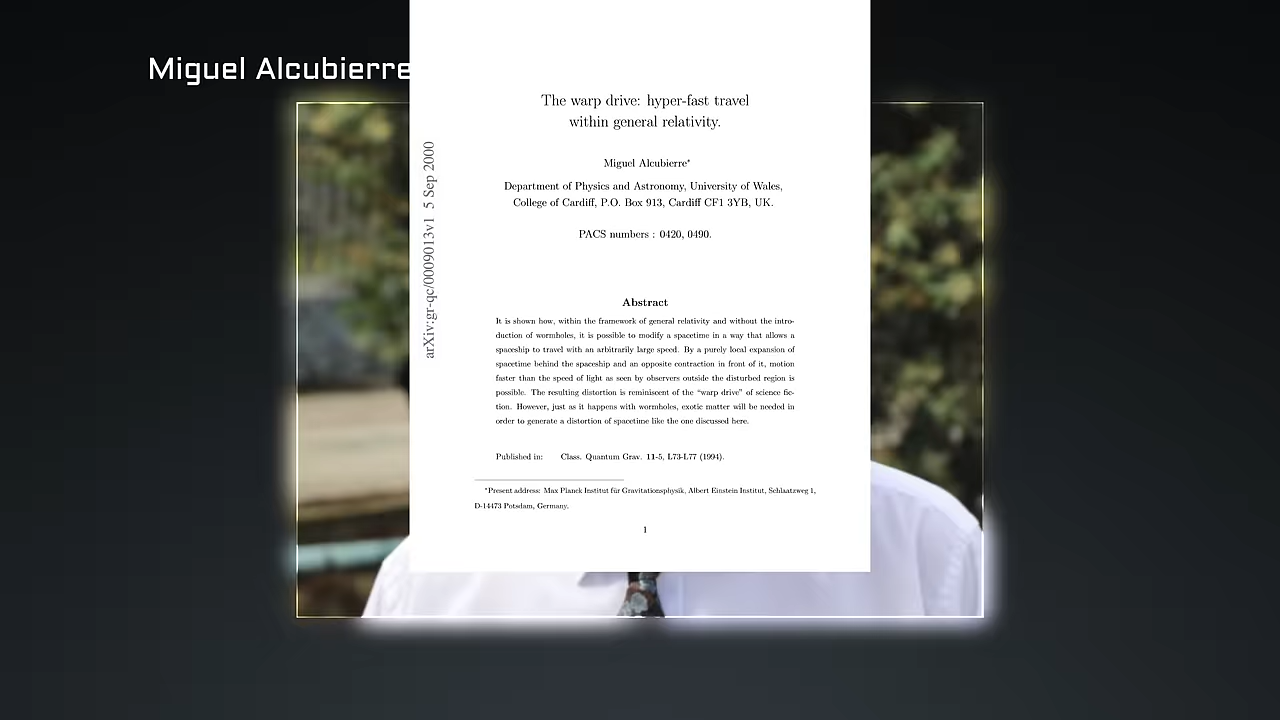 Miguel Alcubierre
The warp drive: hyper-fast travel
within general relativity.
Miguel Alcubierre*
Department of Physics and Astronomy, University of Wales,
College of Cardiff, P.O. Box 913, Cardiff CF1 3YB, UK.
PACS numbers : 0420, 0490.
arXiv:gr-qc/0009013v1 5 Sep 2000
Abstract
It is shown how, within the framework of general relativity and without the intro-
duction of wormholes, it is possible to modify a spacetime in a way that allows a
spaceship to travel with an arbitrarily large speed. By a purely local expansion of
spacetime behind the spaceship and an opposite contraction in front of it, motion
faster than the speed of light as seen by observers outside the disturbed region is
possible. The resulting distortion is reminiscent of the “warp drive” of science fic-
tion. However, just as it happens with wormholes, exotic matter will be needed in
order to generate a distortion of spacetime like the one discussed here.
Published in: Class. Quantum Grav. 11-5, L73-L77 (1994).
*Present address: Max Planck Institut für Gravitationsphysik, Albert Einstein Institut, Schlaatzweg 1,
D-14473 Potsdam, Germany.
1